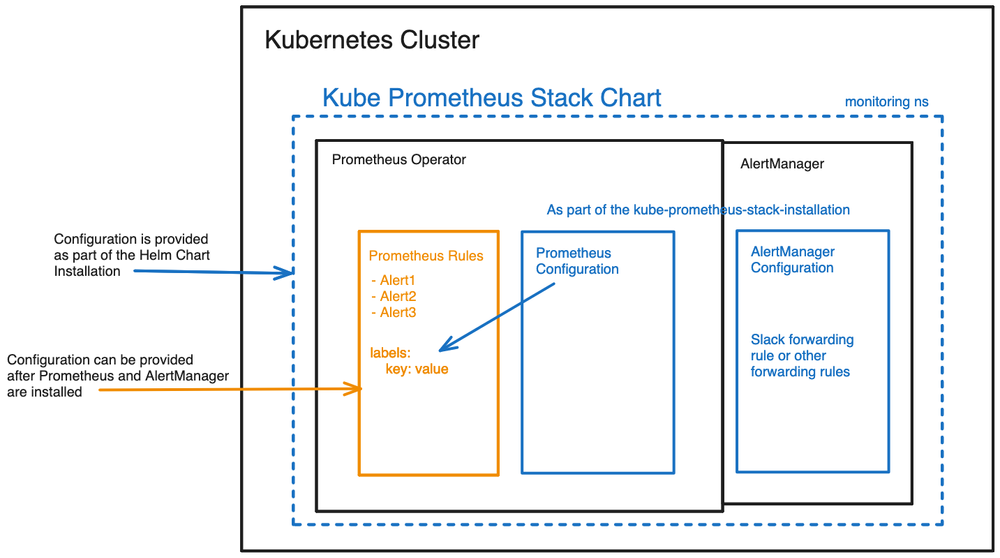 Kubernetes Cluster
Kube Prometheus Stack Chart
monitoring ns
Prometheus Operator
AlertManager
As part of the kube-prometheus-stack-installation
Configuration is provided
as part of the Helm Chart
Installation
Prometheus Rules
- Alert1
- Alert2
- Alert3
labels:
key: value
Prometheus
Configuration
AlertManager
Configuration
Slack forwarding
rule or other
forwarding rules
Configuration can be provided
after Prometheus and AlertManager
are installed